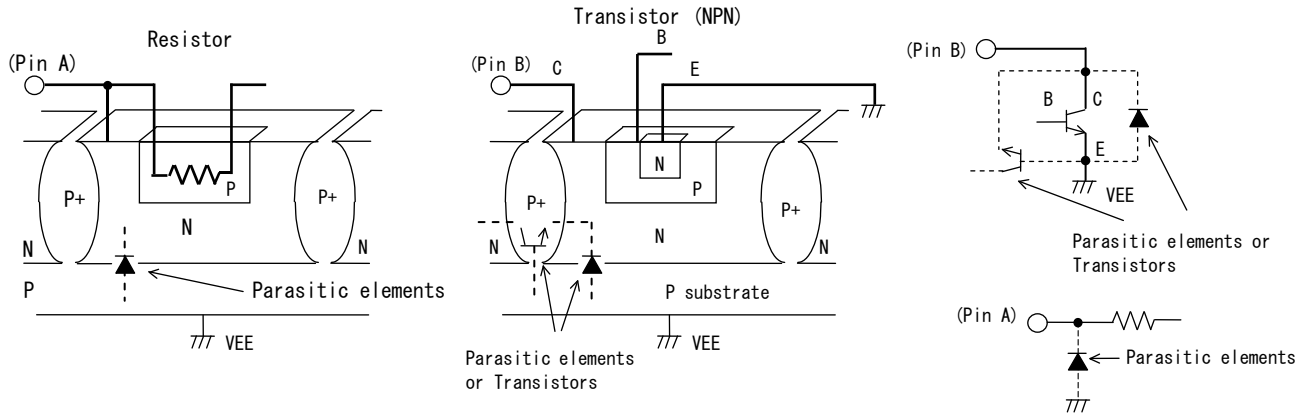 Resistor
(Pin A)
P+
N
P
P+
N
N
P
Parasitic elements
VEE
Transistor (NPN)
(Pin B)
C
B
E
N
P
P+
N
N
P+
N
P substrate
VEE
Parasitic elements
or Transistors
(Pin B)
B
C
E
VEE
Parasitic elements or
Transistors
(Pin A)
Parasitic elements